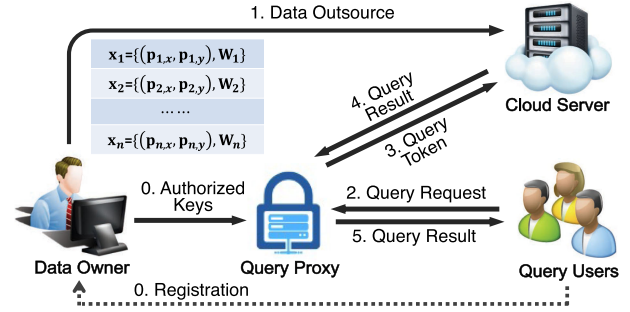 1. Data Outsource
x₁={(p₁,ₓ, p₁,ᵧ), W₁}
x₂={(p₂,ₓ, p₂,ᵧ), W₂}
... ...
xₙ={(pₙ,ₓ, pₙ,ᵧ), Wₙ}
4. Query
Result
3. Query
Token
Cloud Server
0. Authorized
Keys
2. Query Request
5. Query Result
Data Owner
Query Proxy
Query Users
0. Registration